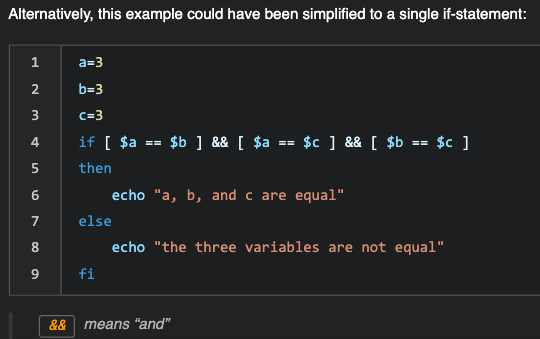 Alternatively, this example could have been simplified to a single if-statement:
1 a=3
2 b=3
3 c=3
4 if [ $a == $b ] && [ $a == $c ] && [ $b == $c ]
5 then
6 echo "a, b, and c are equal"
7 else
8 echo "the three variables are not equal"
9 fi
&& means “and”